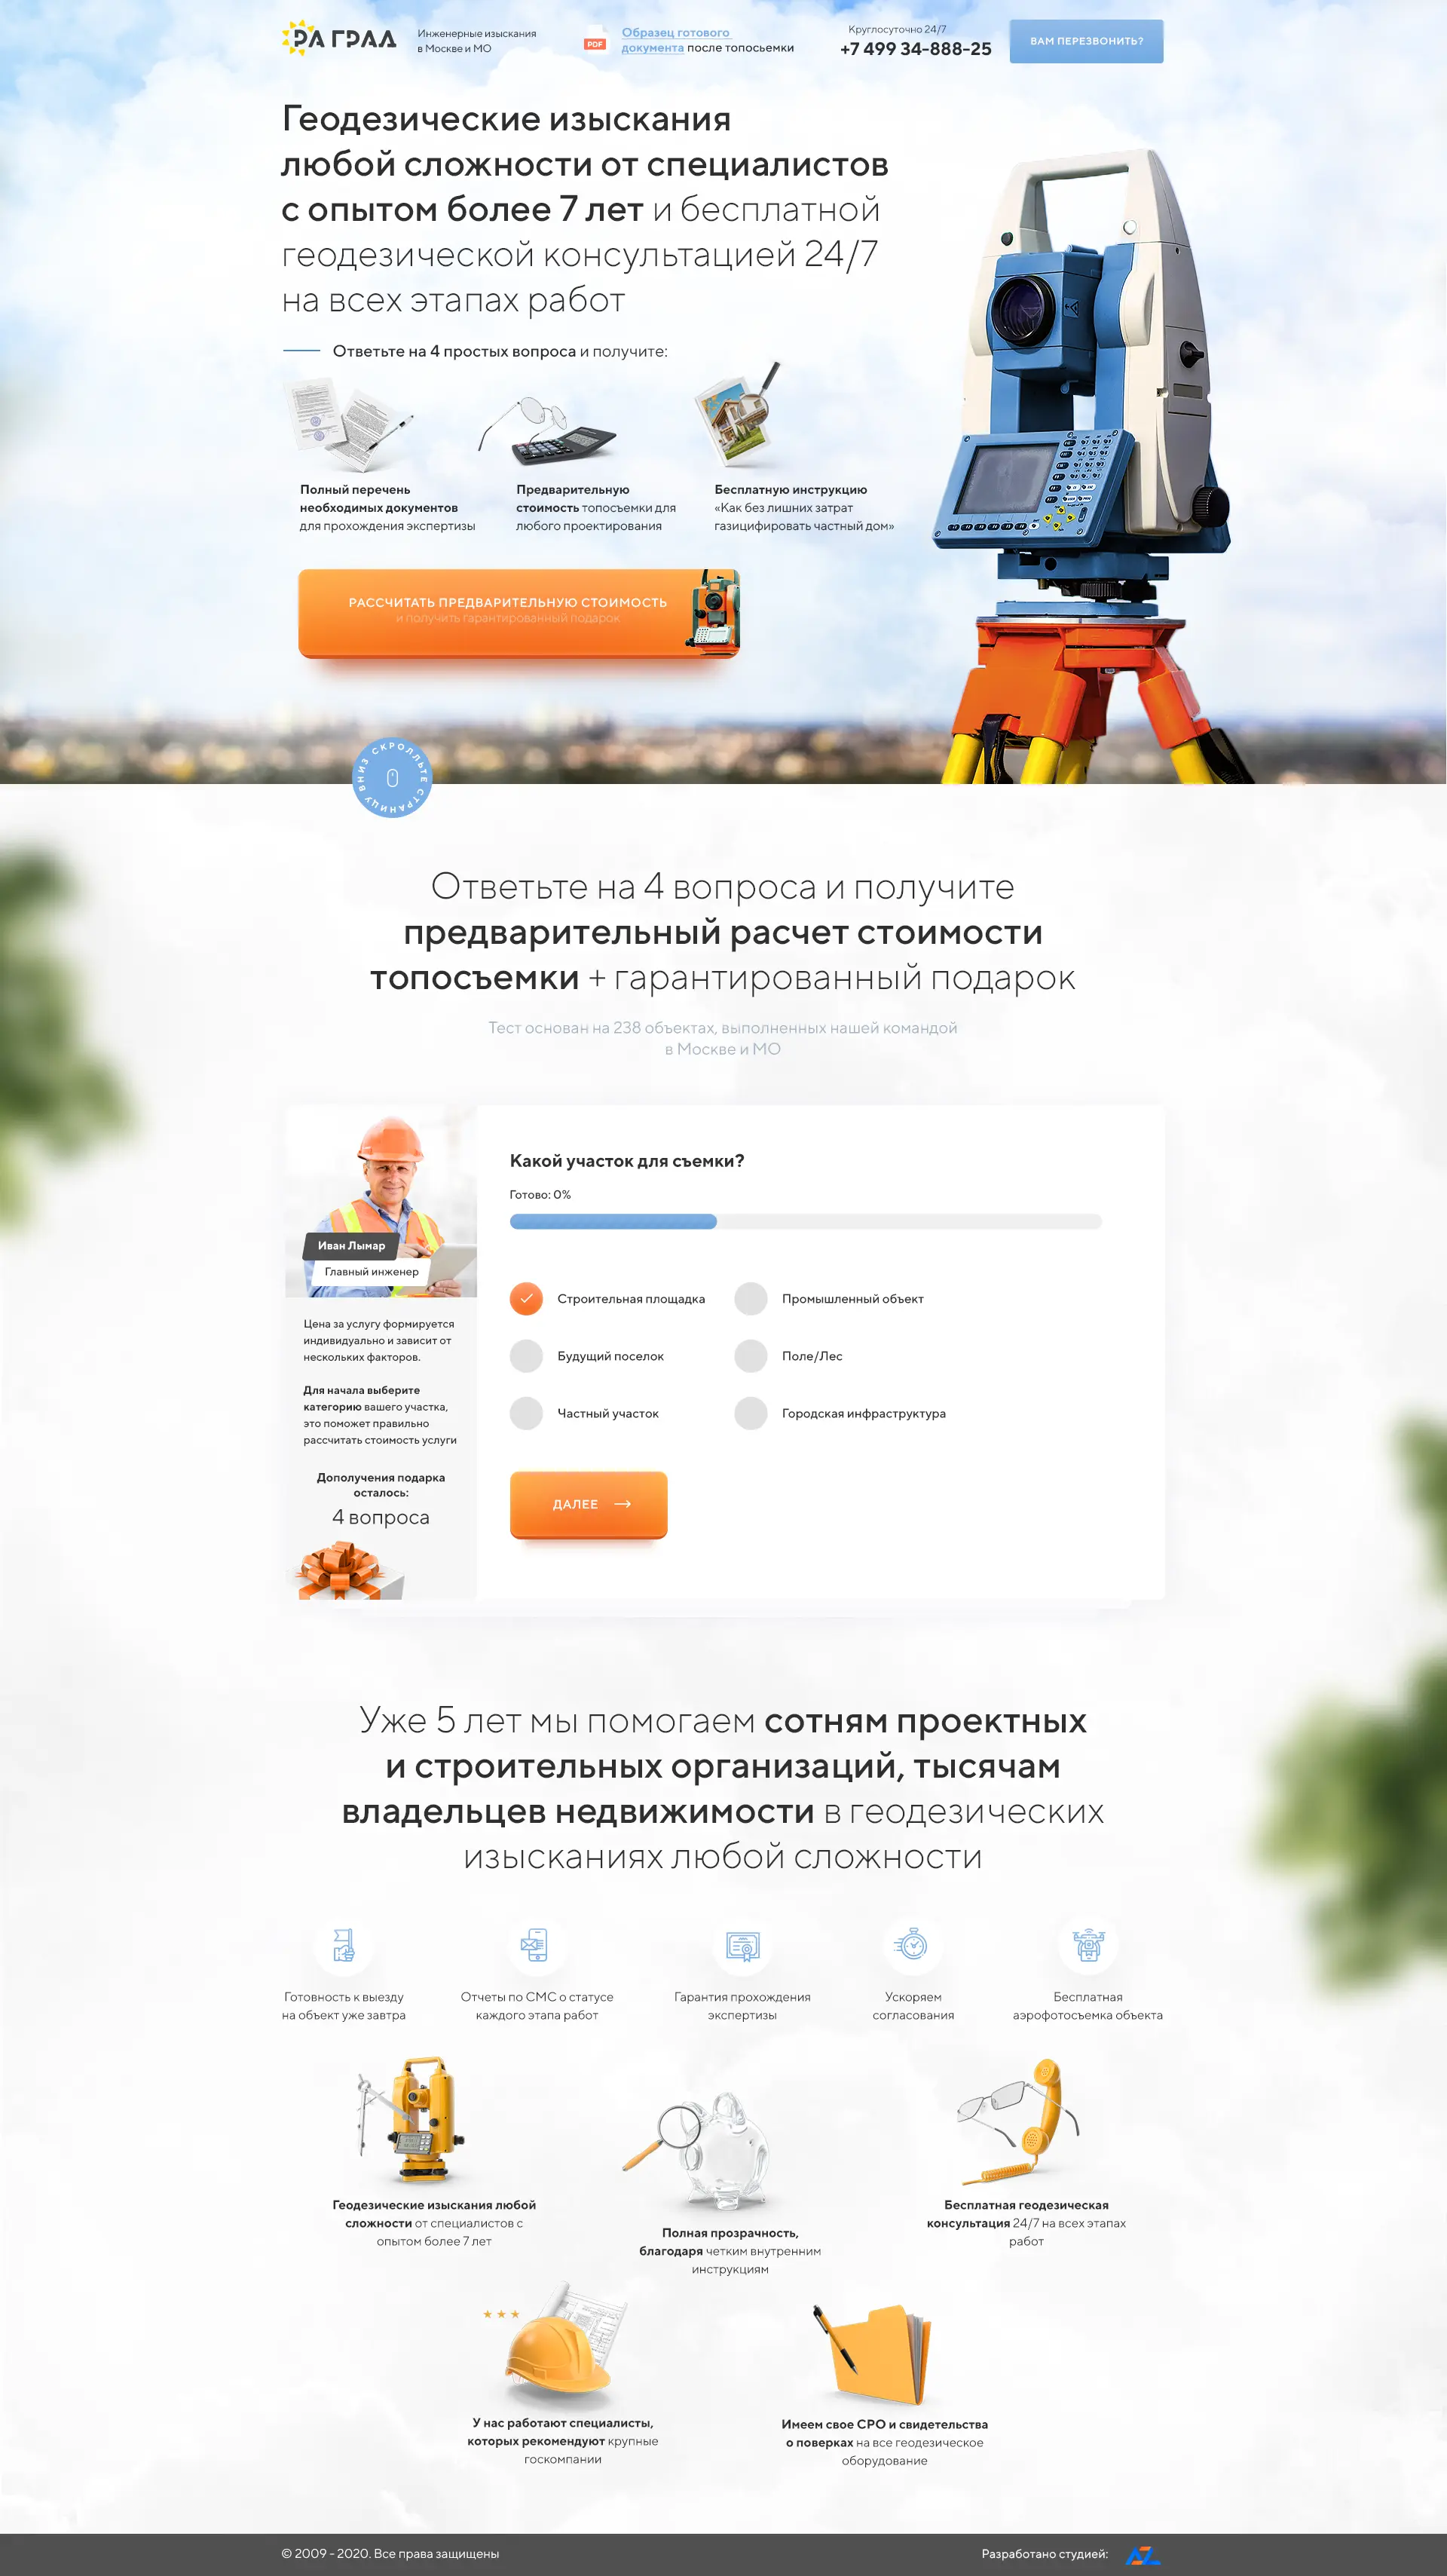 РА ГРАД
Инженерные изыскания
в Москве и МО
PDF
Образец готового
документа после топосьемки
Круглосуточно 24/7
+7 499 34-888-25
ВАМ ПЕРЕЗВОНИТЬ?
Геодезические изыскания
любой сложности от специалистов
с опытом более 7 лет и бесплатной
геодезической консультацией 24/7
на всех этапах работ
Ответьте на 4 простых вопроса и получите:
Полный перечень
необходимых документов
для прохождения экспертизы
Предварительную
стоимость топосъемки для
любого проектирования
Бесплатную инструкцию
«Как без лишних затрат
газицифировать частный дом»
РАССЧИТАТЬ ПРЕДВАРИТЕЛЬНУЮ СТОИМОСТЬ
и получить гарантированный подарок
СКРОЛЛЬТЕ СТРАНИЦУ ВНИЗ
Ответьте на 4 вопроса и получите
предварительный расчет стоимости
топосъемки + гарантированный подарок
Тест основан на 238 объектах, выполненных нашей командой
в Москве и МО
Иван Лымар
Главный инженер
Цена за услугу формируется
индивидуально и зависит от
нескольких факторов.
Для начала выберите
категорию вашего участка,
это поможет правильно
рассчитать стоимость услуги
Дополучения подарка
осталось:
4 вопроса
Какой участок для съемки?
Готово: 0%
Строительная площадка
Промышленный объект
Будущий поселок
Поле/Лес
Частный участок
Городская инфраструктура
ДАЛЕЕ
Уже 5 лет мы помогаем сотням проектных
и строительных организаций, тысячам
владельцев недвижимости в геодезических
изысканиях любой сложности
Готовность к выезду
на объект уже завтра
Отчеты по СМС о статусе
каждого этапа работ
Гарантия прохождения
экспертизы
Ускоряем
согласования
Бесплатная
аэрофотосъемка объекта
Геодезические изыскания любой
сложности от специалистов с
опытом более 7 лет
Полная прозрачность,
благодаря четким внутренним
инструкциям
Бесплатная геодезическая
консультация 24/7 на всех этапах
работ
У нас работают специалисты,
которых рекомендуют крупные
госкомпании
Имеем свое СРО и свидетельства
о поверках на все геодезическое
оборудование
© 2009 - 2020. Все права защищены
Разработано студией:
AZL